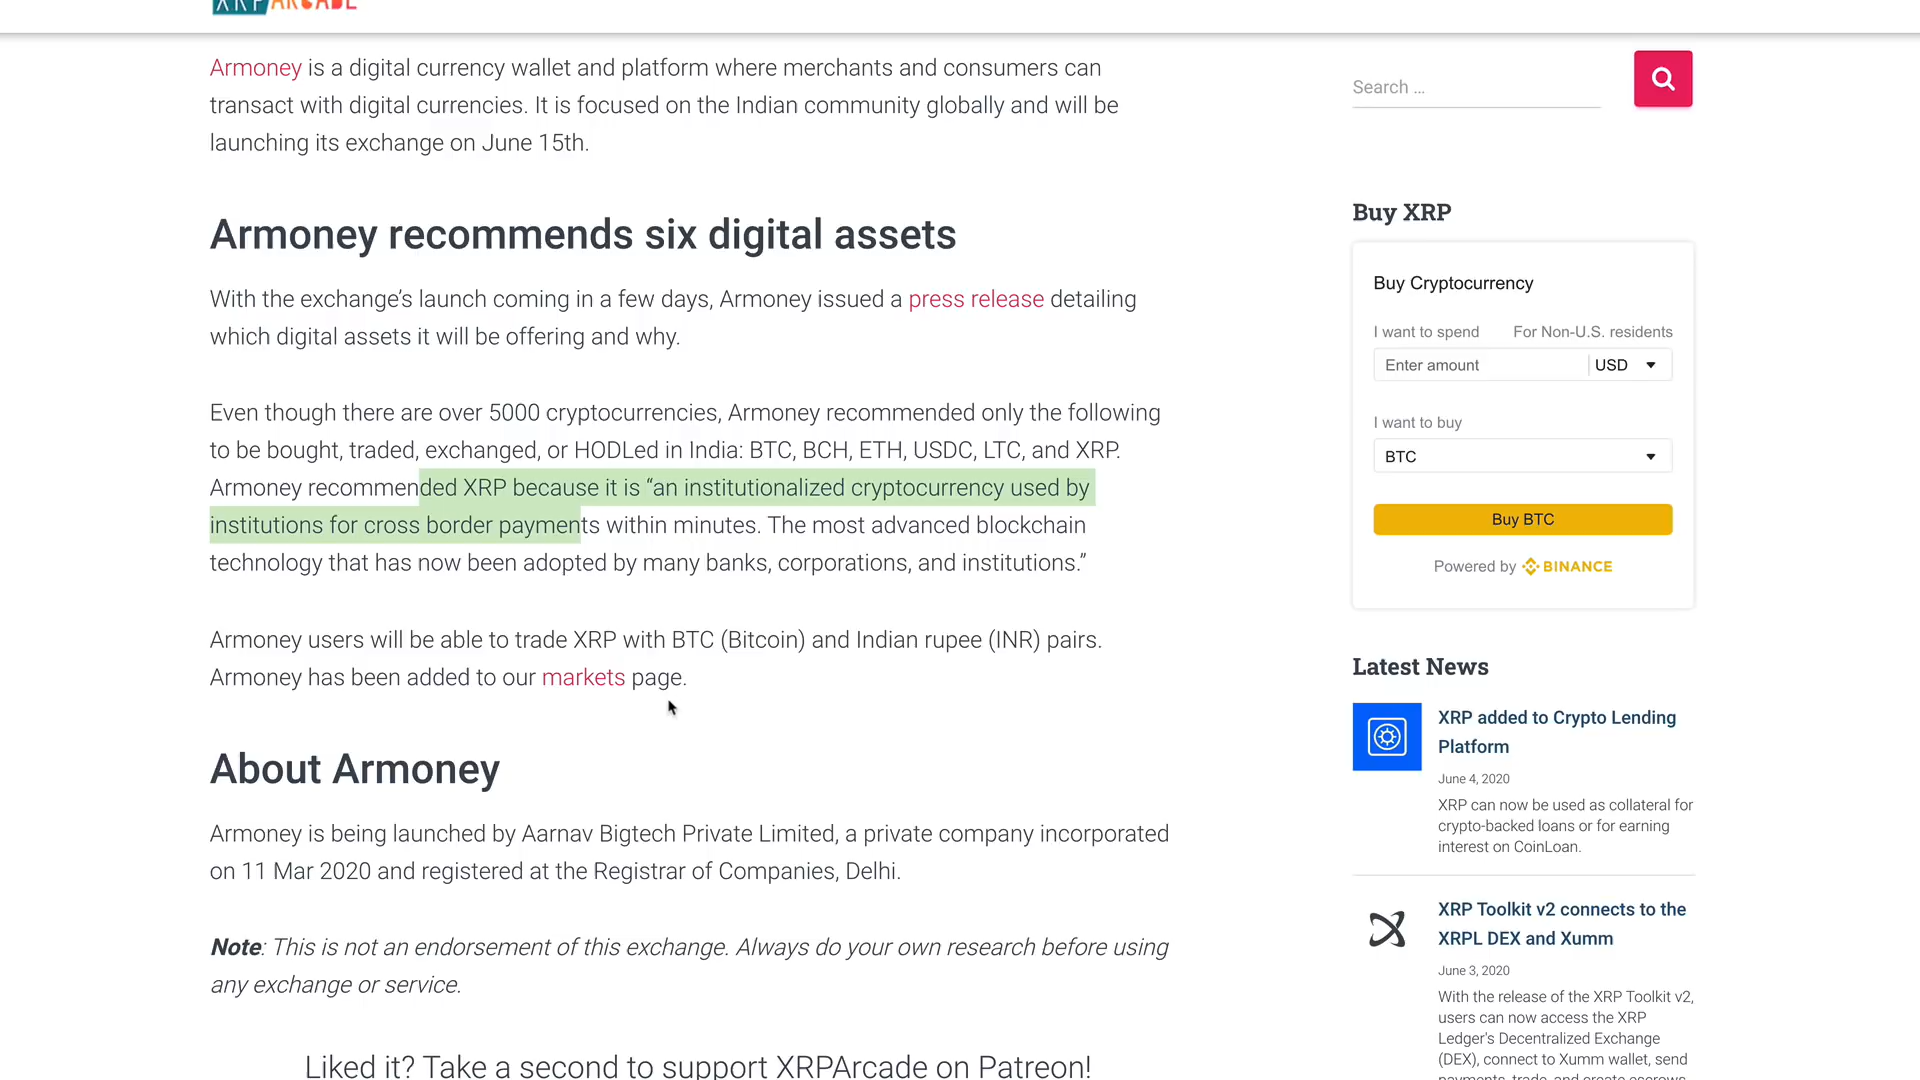 XRP ARCADE
Armoney is a digital currency wallet and platform where merchants and consumers can
transact with digital currencies. It is focused on the Indian community globally and will be
launching its exchange on June 15th.
Armoney recommends six digital assets
With the exchange’s launch coming in a few days, Armoney issued a press release detailing
which digital assets it will be offering and why.
Even though there are over 5000 cryptocurrencies, Armoney recommended only the following
to be bought, traded, exchanged, or HODLed in India: BTC, BCH, ETH, USDC, LTC, and XRP.
Armoney recommended XRP because it is “an institutionalized cryptocurrency used by
institutions for cross border payments within minutes. The most advanced blockchain
technology that has now been adopted by many banks, corporations, and institutions.”
Armoney users will be able to trade XRP with BTC (Bitcoin) and Indian rupee (INR) pairs.
Armoney has been added to our markets page.
About Armoney
Armoney is being launched by Aarnav Bigtech Private Limited, a private company incorporated
on 11 Mar 2020 and registered at the Registrar of Companies, Delhi.
Note: This is not an endorsement of this exchange. Always do your own research before using
any exchange or service.
Liked it? Take a second to support XRPArcade on Patreon!
Search ...
Buy XRP
Buy Cryptocurrency
I want to spend For Non-U.S. residents
Enter amount USD
I want to buy
BTC
Buy BTC
Powered by BINANCE
Latest News
XRP added to Crypto Lending
Platform
June 4, 2020
XRP can now be used as collateral for
crypto-backed loans or for earning
interest on CoinLoan.
XRP Toolkit v2 connects to the
XRPL DEX and Xumm
June 3, 2020
With the release of the XRP Toolkit v2,
users can now access the XRP
Ledger's Decentralized Exchange
(DEX), connect to Xumm wallet, send
payments, trade, and create escrows